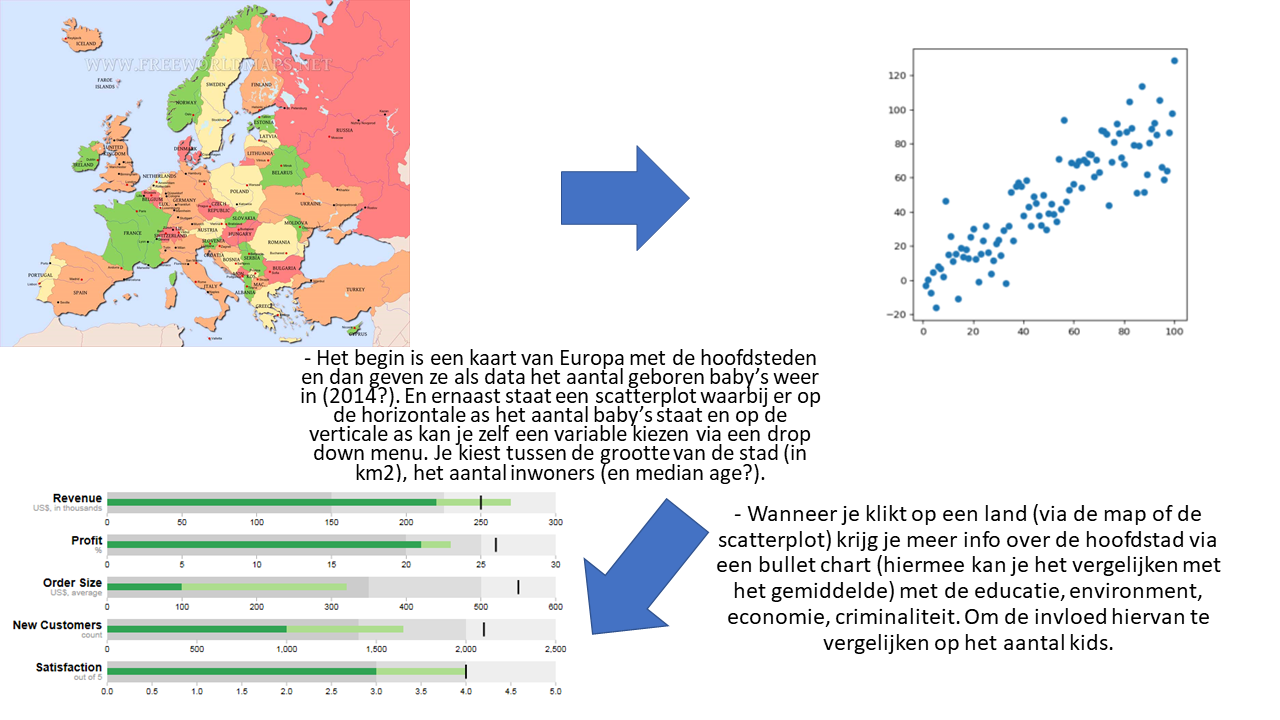 WWW.FREEWORLDMAPS.NET
ICELAND
FAROE
ISLANDS
SWEDEN
FINLAND
NORWAY
RUSSIA
ESTONIA
LATVIA
LITHUANIA
DENMARK
UNITED
KINGDOM
IRELAND
BELARUS
NETHERLANDS
POLAND
BELGIUM
GERMANY
LUX.
CZECH
REPUBLIC
UKRAINE
SLOVAKIA
FRANCE
AUSTRIA
SWITZERLAND
HUNGARY
MOLDOVA
SLOVENIA
ROMANIA
CROATIA
BOSNIA
SERBIA
BULGARIA
ITALY
MAC.
ALBANIA
PORTUGAL
SPAIN
GREECE
TURKEY
CYPRUS
120
100
80
60
40
20
0
−20
0 20 40 60 80 100
- Het begin is een kaart van Europa met de hoofdsteden
en dan geven ze als data het aantal geboren baby’s weer
in (2014?). En ernaast staat een scatterplot waarbij er op
de horizontale as het aantal baby’s staat en op de
verticale as kan je zelf een variable kiezen via een drop
down menu. Je kiest tussen de grootte van de stad (in
km2), het aantal inwoners (en median age?).
Revenue
US$, in thousands
0 50 100 150 200 250 300
Profit
%
0 5 10 15 20 25 30
Order Size
US$, average
0 100 200 300 400 500 600
New Customers
count
0 500 1,000 1,500 2,000 2,500
Satisfaction
out of 5
0.0 0.5 1.0 1.5 2.0 2.5 3.0 3.5 4.0 4.5 5.0
- Wanneer je klikt op een land (via de map of de
scatterplot) krijg je meer info over de hoofdstad via
een bullet chart (hiermee kan je het vergelijken met
het gemiddelde) met de educatie, environment,
economie, criminaliteit. Om de invloed hiervan te
vergelijken op het aantal kids.